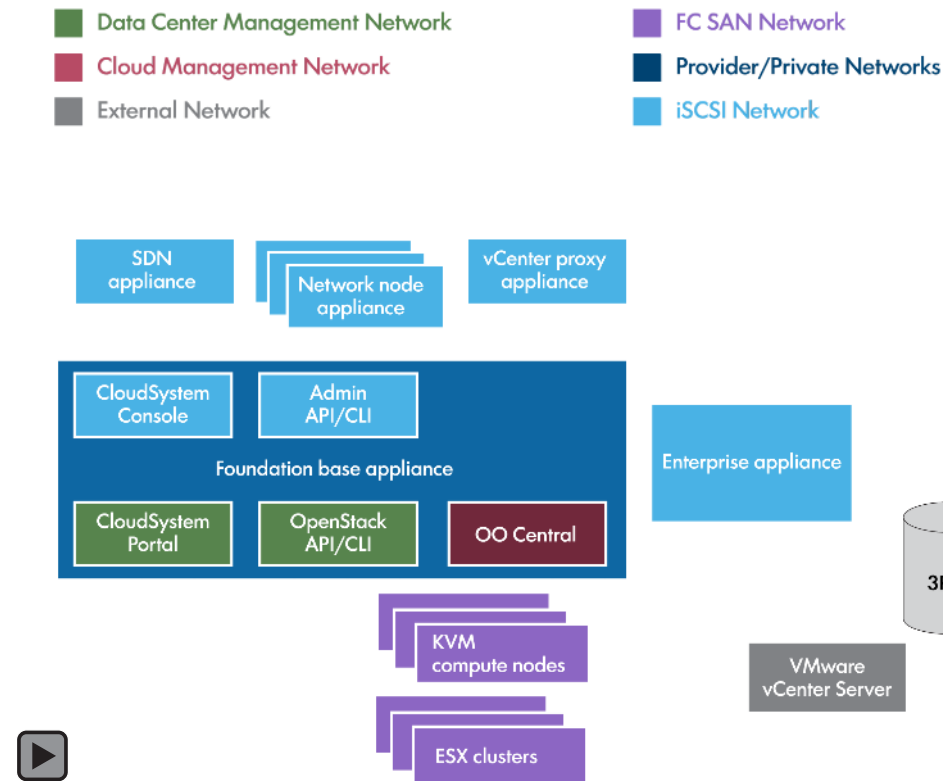 Data Center Management Network
FC SAN Network
Cloud Management Network
Provider/Private Networks
External Network
iSCSI Network
SDN
appliance
Network node
appliance
vCenter proxy
appliance
CloudSystem
Console
Admin
API/CLI
Foundation base appliance
Enterprise appliance
CloudSystem
Portal
OpenStack
API/CLI
OO Central
KVM
compute nodes
VMware
vCenter Server
ESX clusters